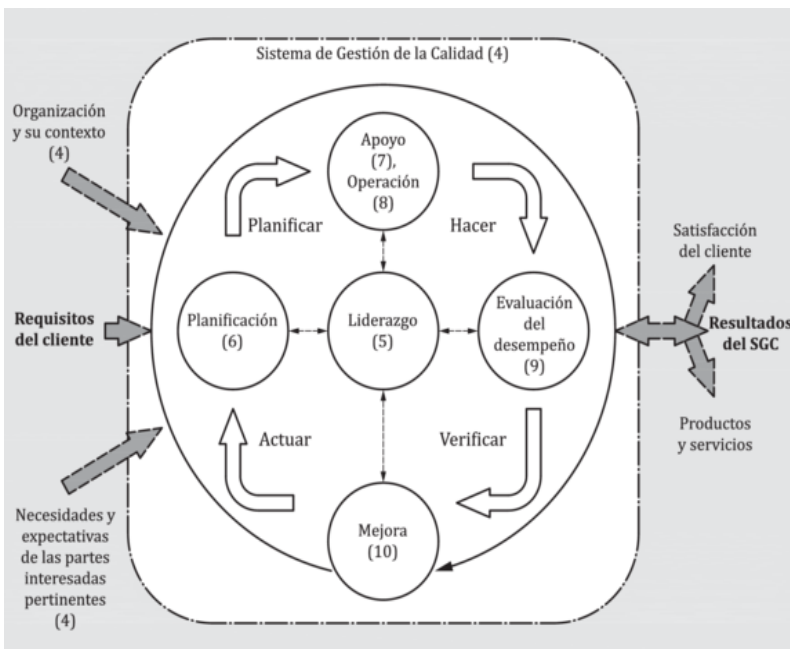 Sistema de Gestión de la Calidad (4)
Organización
y su contexto
(4)
Apoyo
(7),
Operación
(8)
Planificar
Hacer
Satisfacción
del cliente
Requisitos
del cliente
Planificación
(6)
Liderazgo
(5)
Evaluación
del
desempeño
(9)
Resultados
del SGC
Actuar
Verificar
Productos
y servicios
Necesidades y
expectativas
de las partes
interesadas
pertinentes
(4)
Mejora
(10)